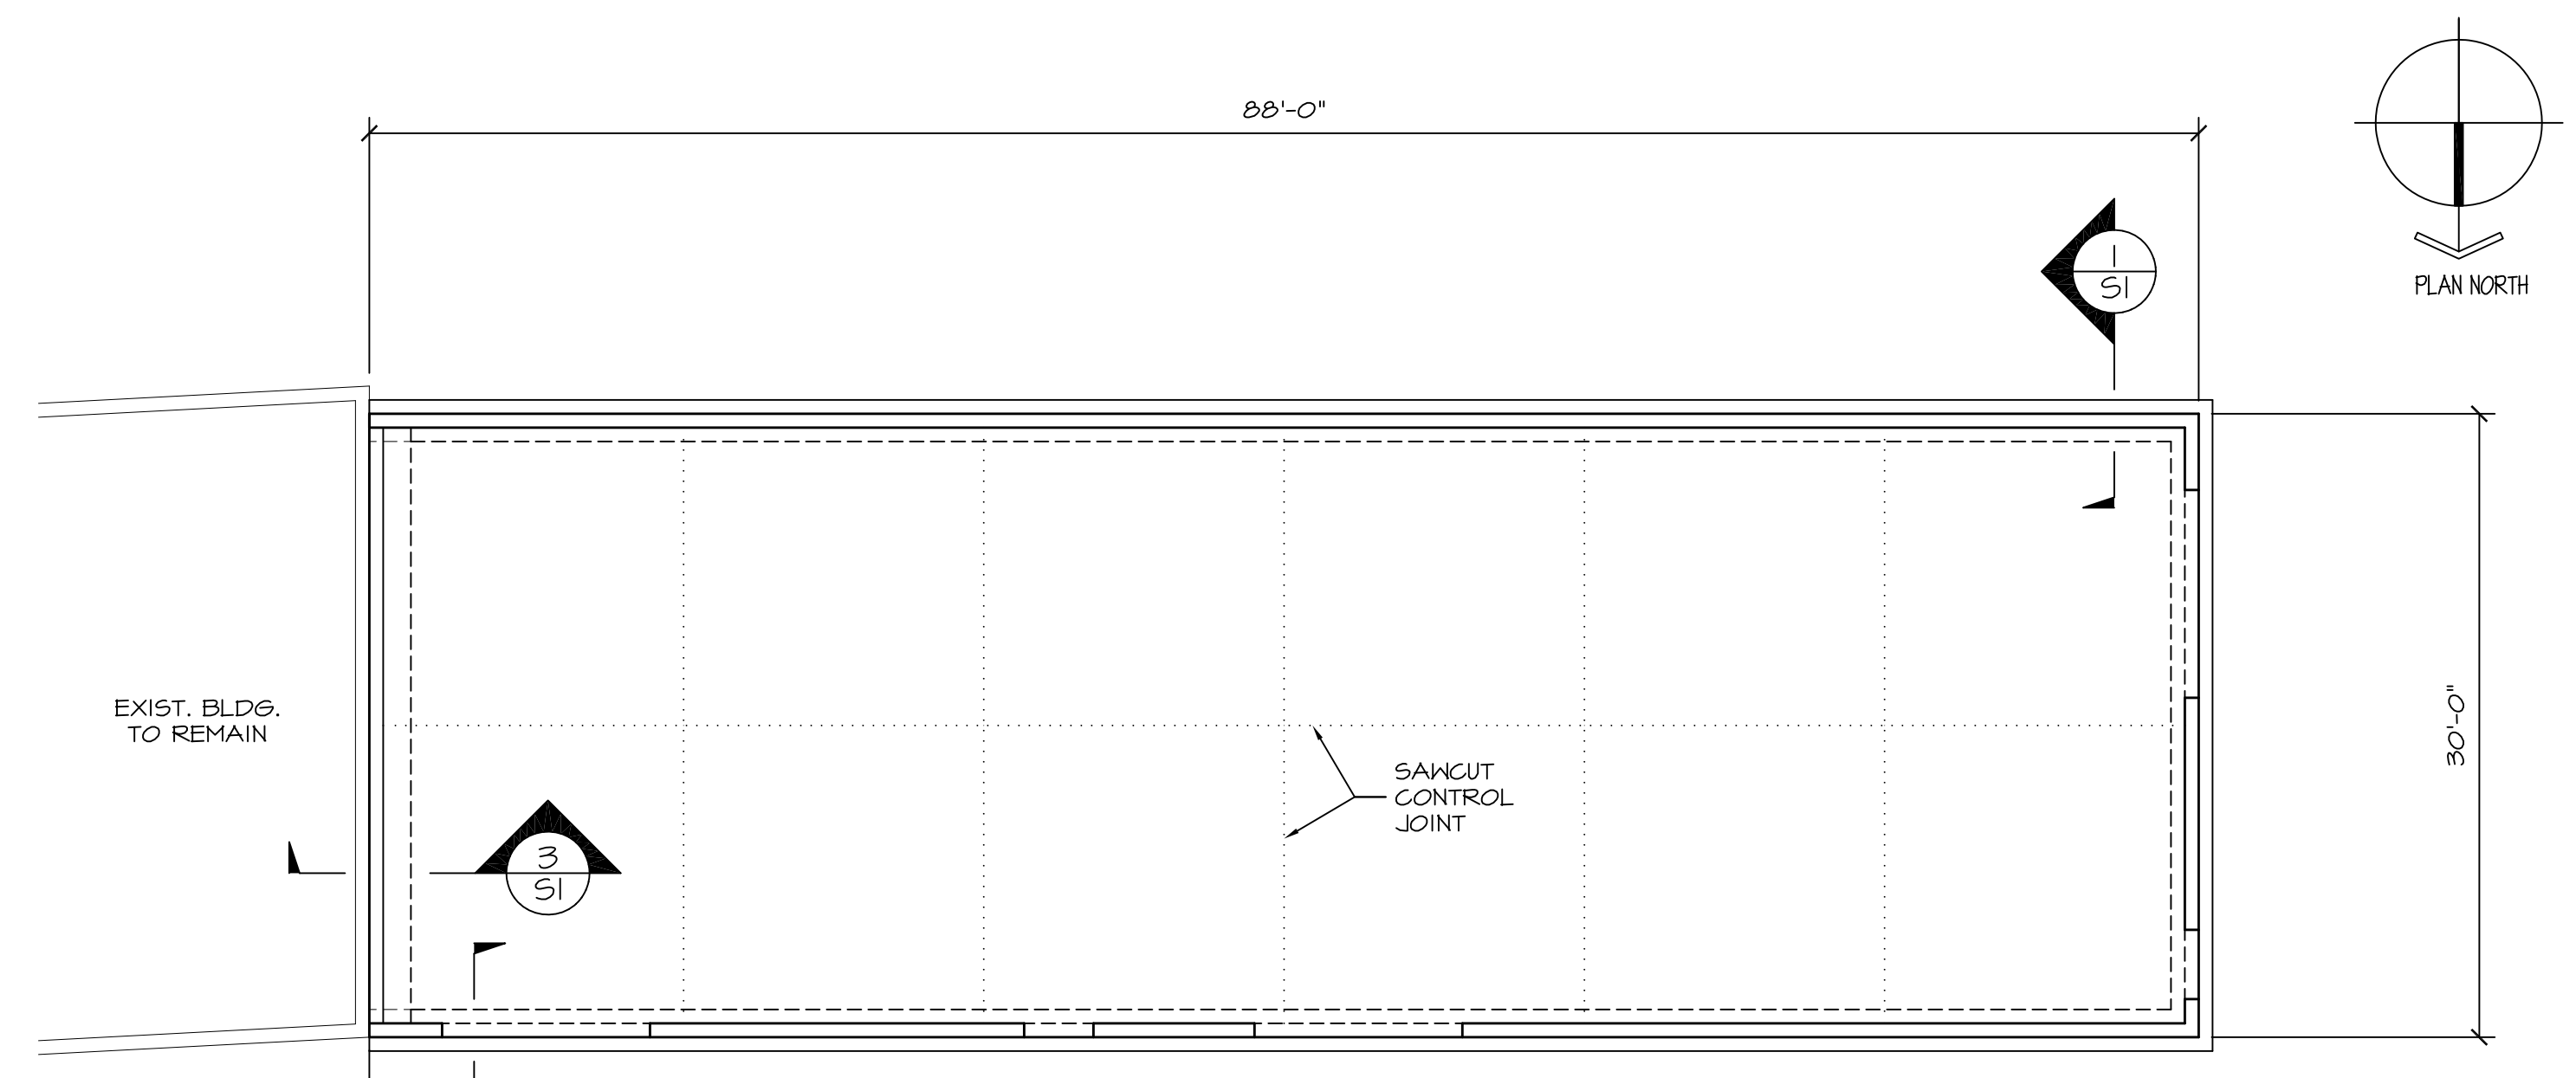 88'-0"
1
S1
PLAN NORTH
EXIST. BLDG.
TO REMAIN
30'-0"
SAWCUT
CONTROL
JOINT
3
S1